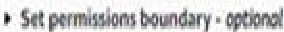 ▸ Set permissions boundary - optional